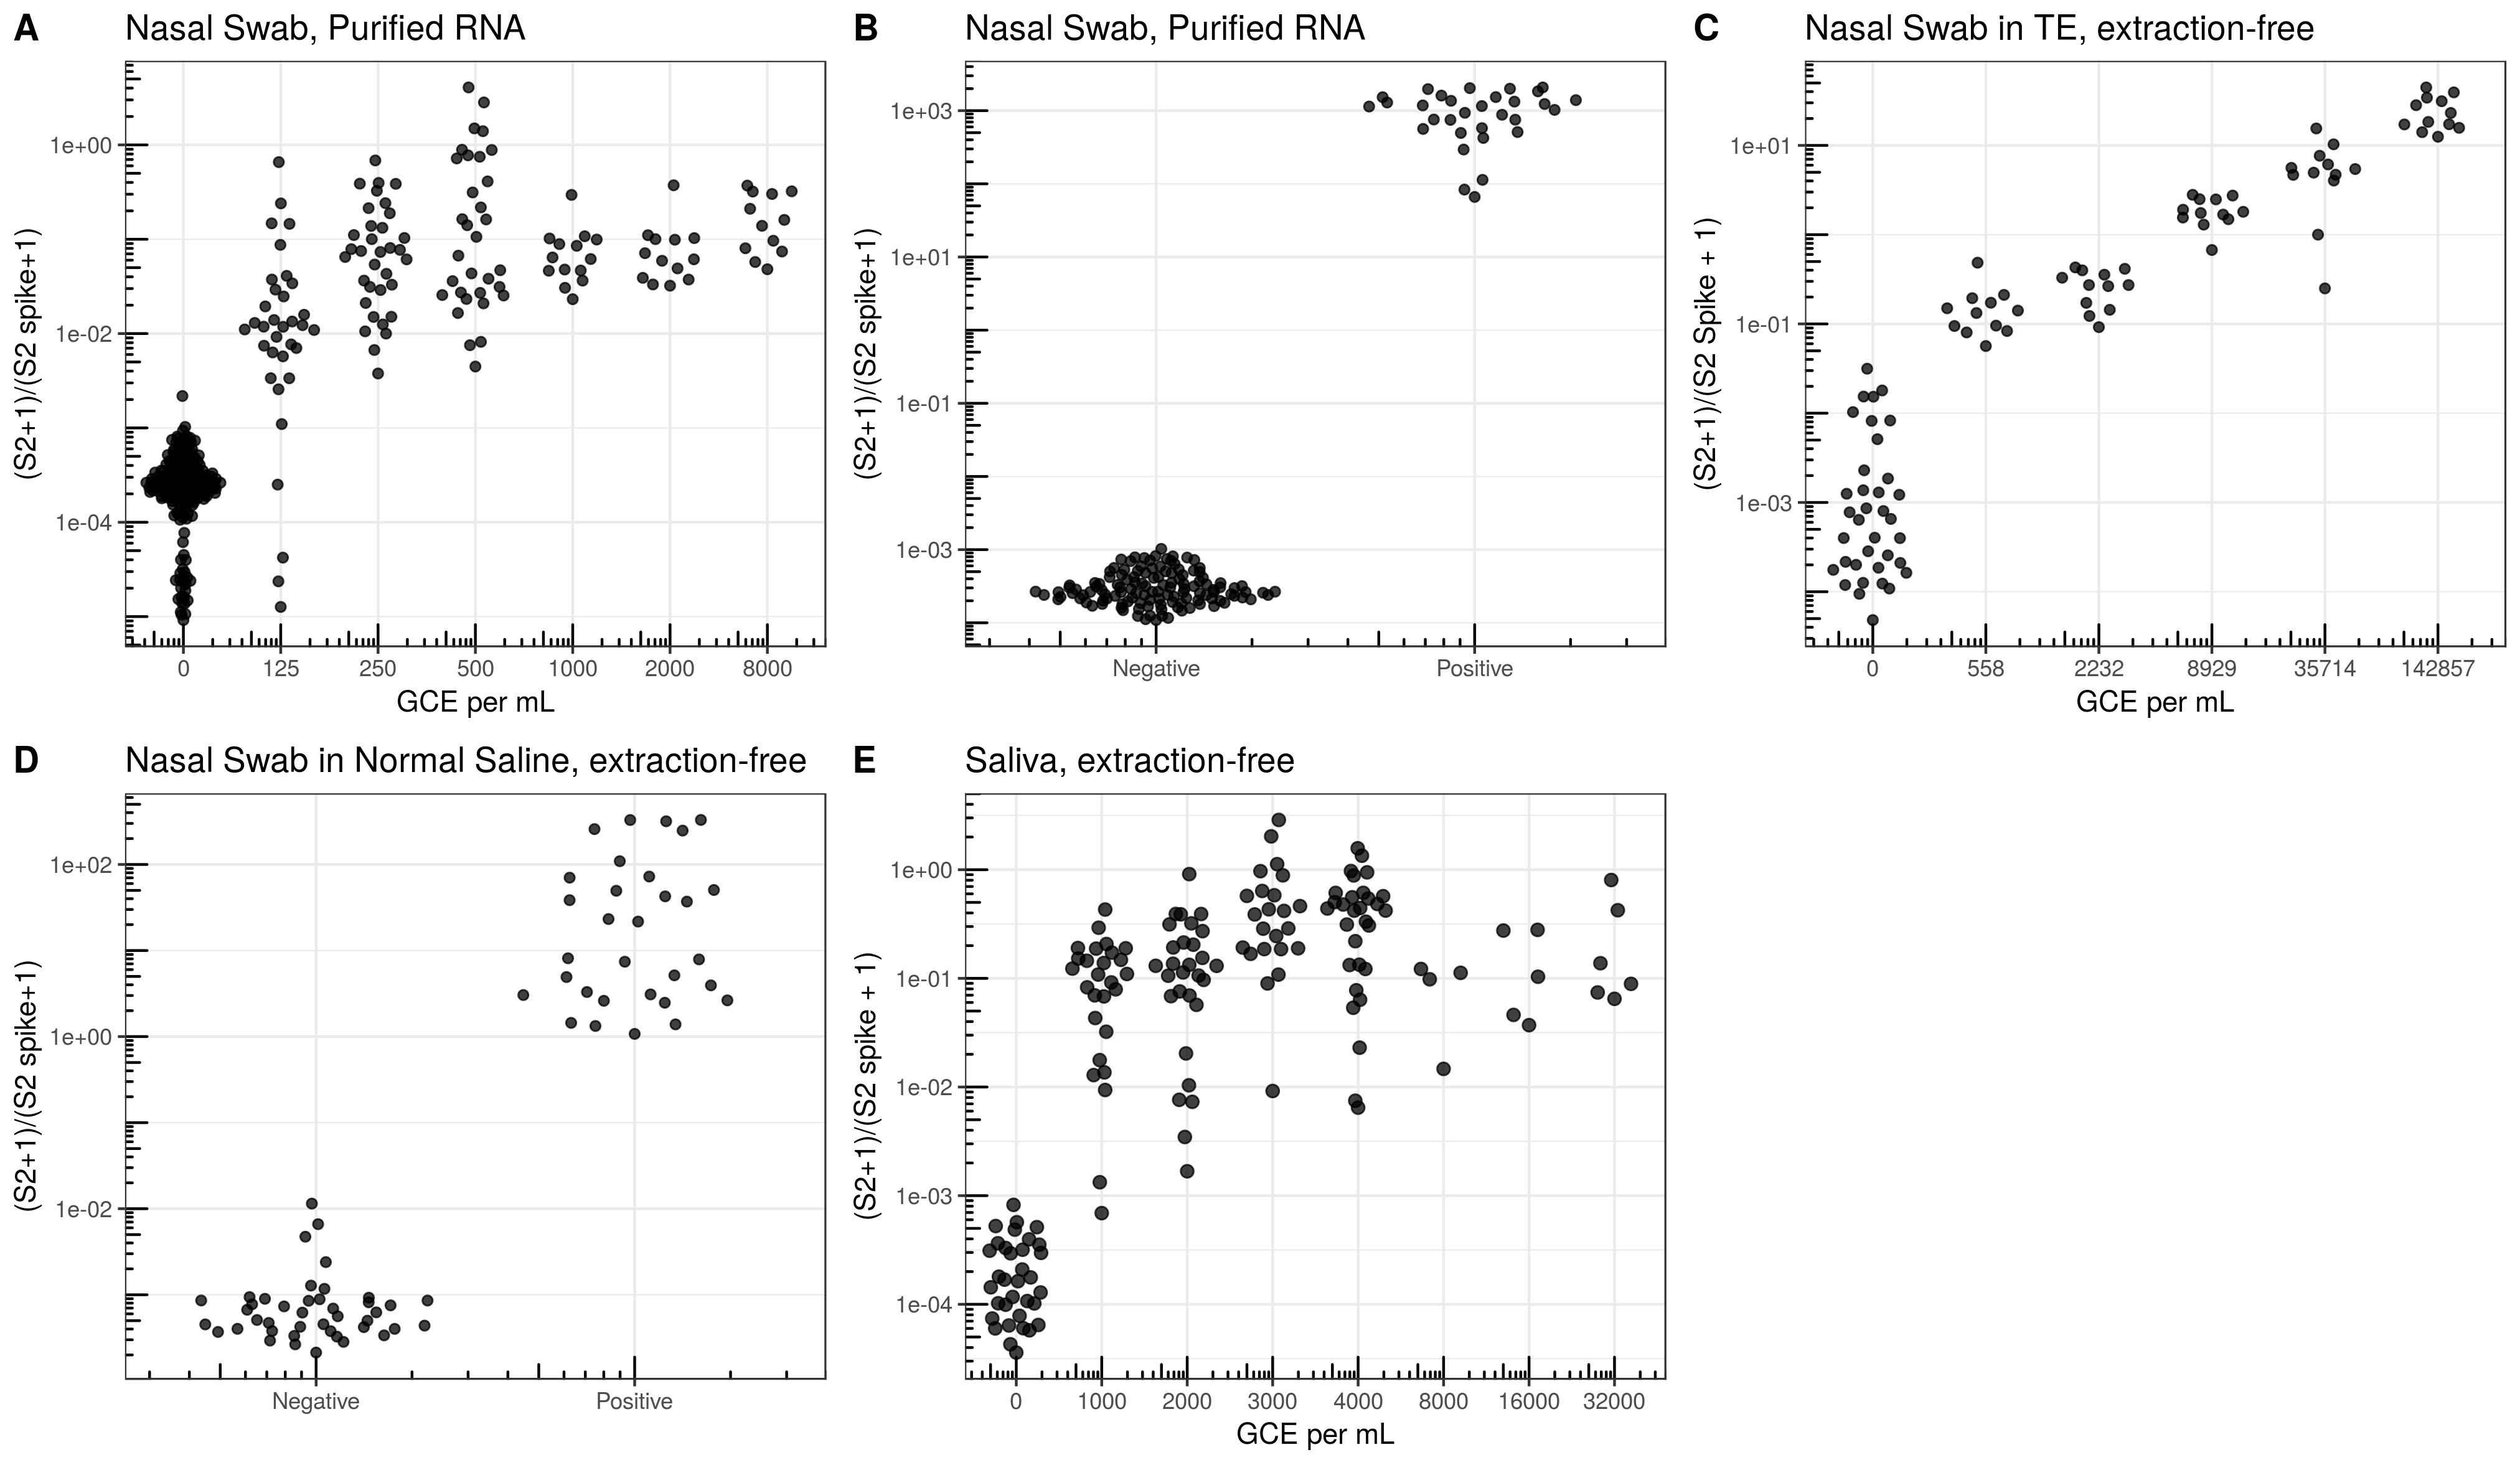 A Nasal Swab, Purified RNA
(S2+1)/(S2 spike+1)
1e+00
1e-02
1e-04
0 125 250 500 1000 2000 8000
GCE per mL
B Nasal Swab, Purified RNA
(S2+1)/(S2 spike+1)
1e+03
1e+01
1e-01
1e-03
Negative Positive
C Nasal Swab in TE, extraction-free
(S2+1)/(S2 Spike + 1)
1e+01
1e-01
1e-03
0 558 2232 8929 35714 142857
GCE per mL
D Nasal Swab in Normal Saline, extraction-free
(S2+1)/(S2 spike+1)
1e+02
1e+00
1e-02
Negative Positive
E Saliva, extraction-free
(S2+1)/(S2 spike + 1)
1e+00
1e-01
1e-02
1e-03
1e-04
0 1000 2000 3000 4000 8000 16000 32000
GCE per mL